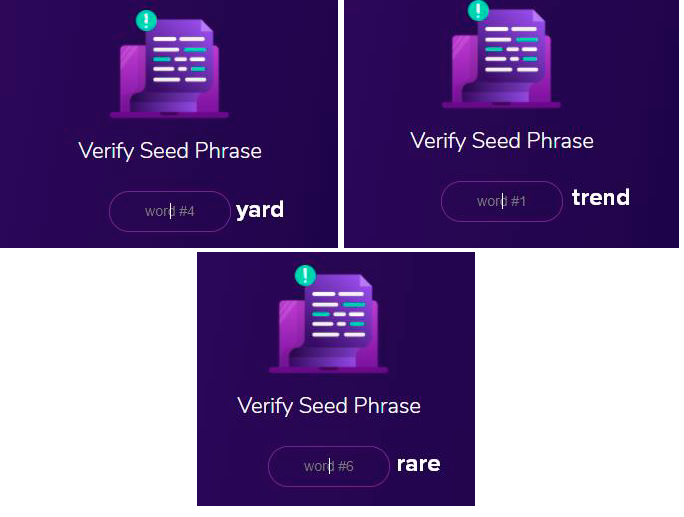 Verify Seed Phrase
word #4 yard
Verify Seed Phrase
word #1 trend
Verify Seed Phrase
word #6 rare